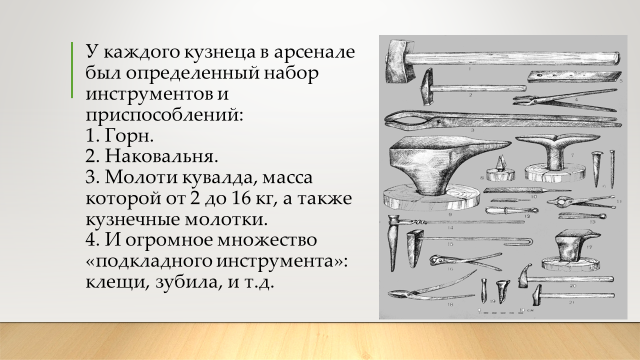 У каждого кузнеца в арсенале
был определенный набор
инструментов и
приспособлений:
1. Горн.
2. Наковальня.
3. Молоти кувалда, масса
которой от 2 до 16 кг, а также
кузнечные молотки.
4. И огромное множество
«подкладного инструмента»:
клещи, зубила, и т.д.